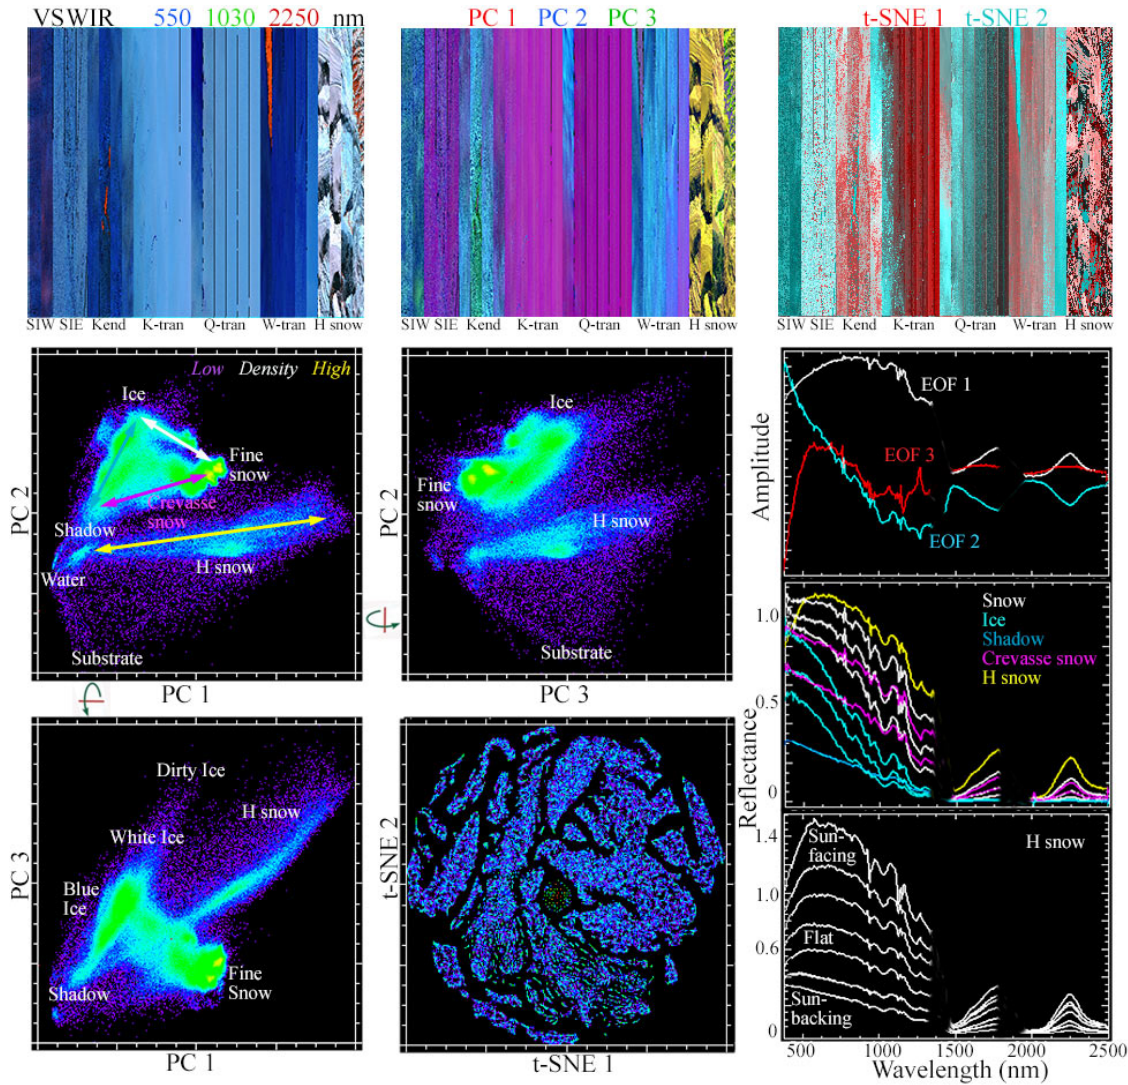 VSWIR 550 1030 2250 nm
PC 1 PC 2 PC 3
t-SNE 1 t-SNE 2
SIW SIE Kend K-tran Q-tran W-tran H snow
SIW SIE Kend K-tran Q-tran W-tran H snow
SIW SIE Kend K-tran Q-tran W-tran H snow
Low Density High
Ice
Fine
snow
Crevasse
snow
Shadow
Water
H snow
Substrate
PC 2
PC 1
Ice
Fine
snow
H snow
Substrate
PC 2
PC 3
EOF 1
EOF 3
EOF 2
Amplitude
1.0
0.5
0
Snow
Ice
Shadow
Crevasse snow
H snow
Reflectance
Dirty Ice
H snow
White Ice
Blue
Ice
Shadow
Fine
Snow
PC 3
PC 1
t-SNE 2
t-SNE 1
1.4
1.0
0.6
0
Sun-
facing
H snow
Flat
Sun-
backing
500 1000 1500 2000 2500
Wavelength (nm)